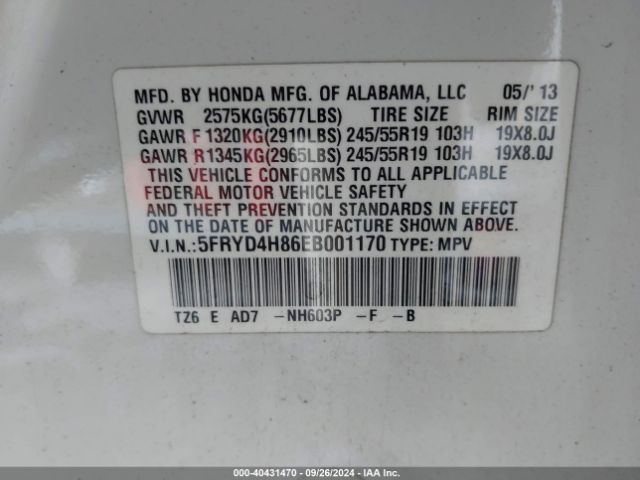 MFD. BY HONDA MFG. OF ALABAMA, LLC 05/' 13
GVWR 2575KG(5677LBS) TIRE SIZE RIM SIZE
GAWR F 1320KG(2910LBS) 245/55R19 103H 19X8.0J
GAWR R1345KG(2965LBS) 245/55R19 103H 19X8.0J
THIS VEHICLE CONFORMS TO ALL APPLICABLE
FEDERAL MOTOR VEHICLE SAFETY
AND THEFT PREVENTION STANDARDS IN EFFECT
ON THE DATE OF MANUFACTURE SHOWN ABOVE.
V.I.N.:5FRYD4H86EB001170 TYPE: MPV
TZ6 E AD7 -NH603P -F -B
000-40431470 - 09/26/2024 - IAA Inc.